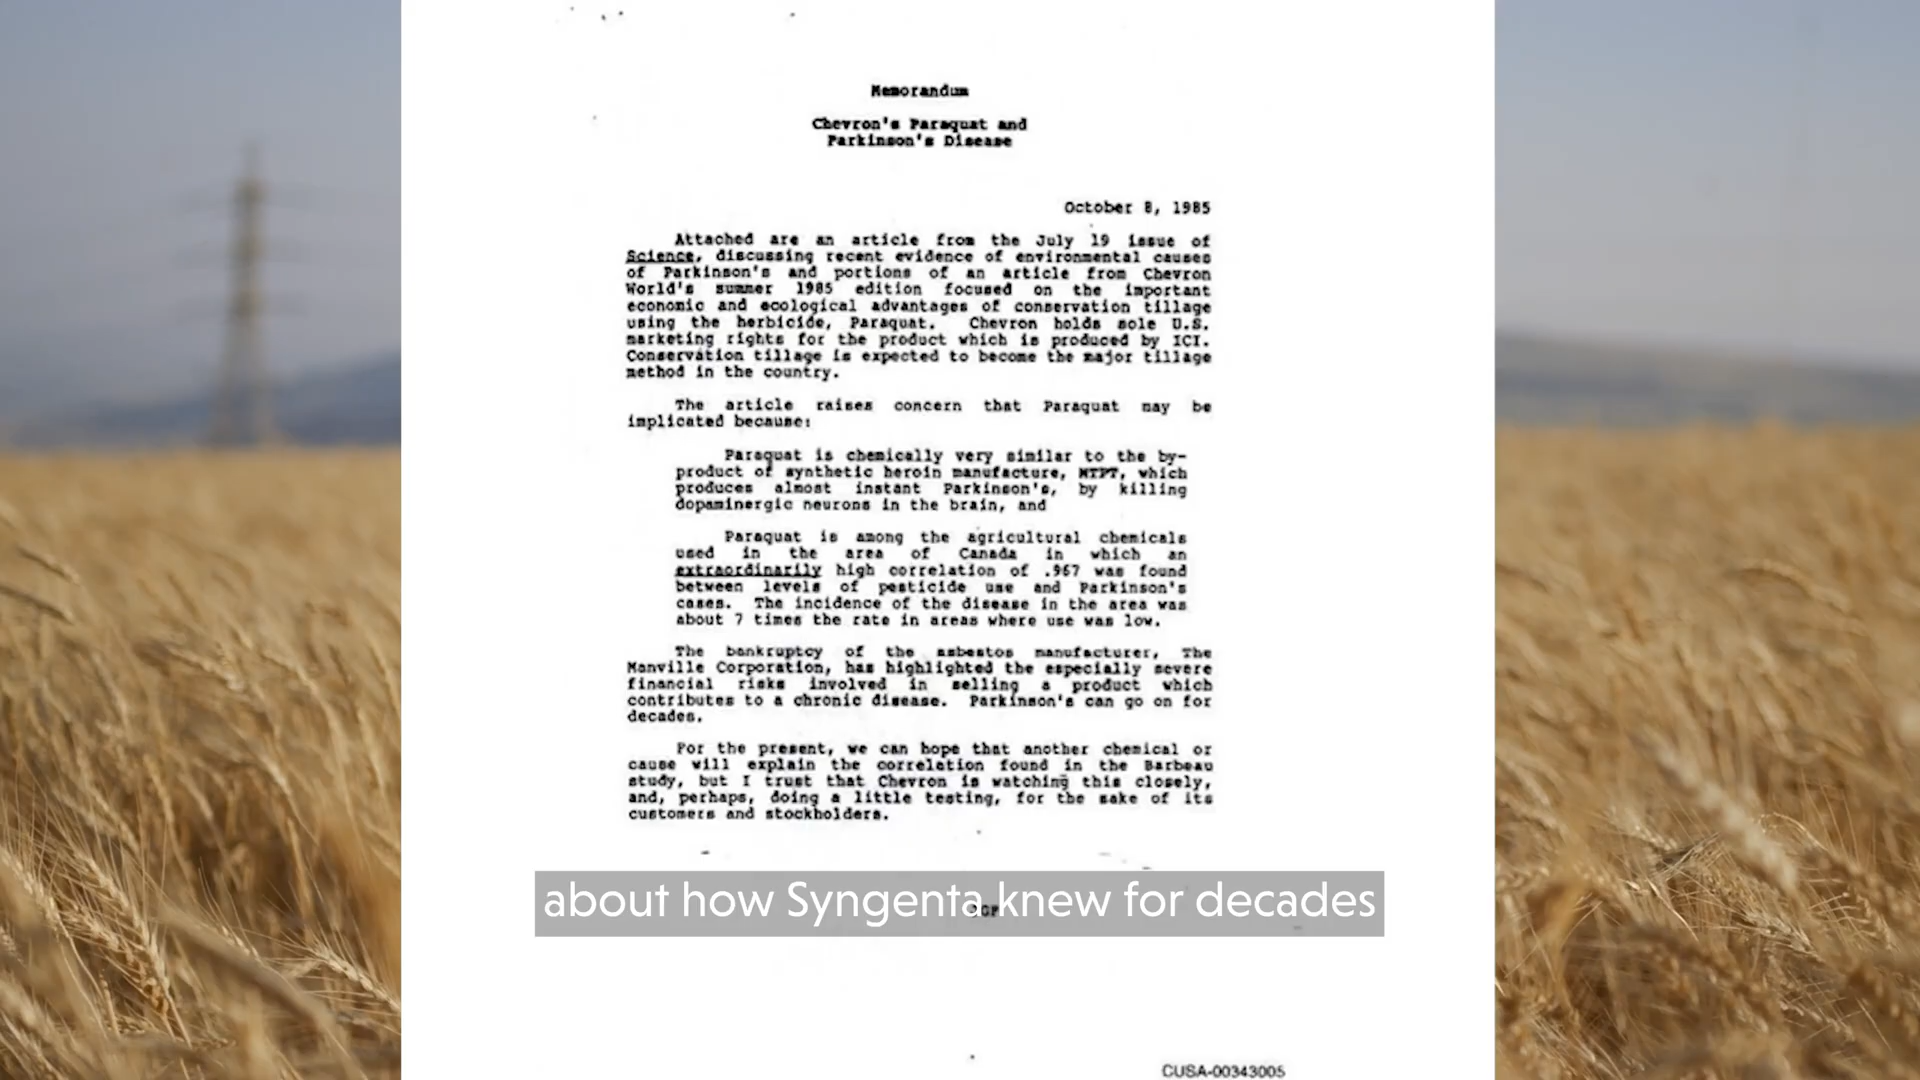 Memorandum
Chevron's Paraquat and
Parkinson's Disease
October 8, 1985
Attached are an article from the July 19 issue of
Science, discussing recent evidence of environmental causes
of Parkinson's and portions of an article from Chevron
World's summer 1985 edition focused on the important
economic and ecological advantages of conservation tillage
using the herbicide, Paraquat. Chevron holds sole U.S.
marketing rights for the product which is produced by ICI.
Conservation tillage is expected to become the major tillage
method in the country.
The article raises concern that Paraquat may be
implicated because:
Paraquat is chemically very similar to the by-
product of synthetic heroin manufacture, MTPT, which
produces almost instant Parkinson's, by killing
dopaminergic neurons in the brain, and
Paraquat is among the agricultural chemicals
used in the area of Canada in which an
extraordinarily high correlation of .967 was found
between levels of pesticide use and Parkinson's
cases. The incidence of the disease in the area was
about 7 times the rate in areas where use was low.
The bankruptcy of the asbestos manufacturer, The
Manville Corporation, has highlighted the especially severe
financial risks involved in selling a product which
contributes to a chronic disease. Parkinson's can go on for
decades.
For the present, we can hope that another chemical or
cause will explain the correlation found in the Barbeau
study, but I trust that Chevron is watching this closely,
and, perhaps, doing a little testing, for the sake of its
customers and stockholders.
about how Syngenta knew for decades
CUSA-00343005